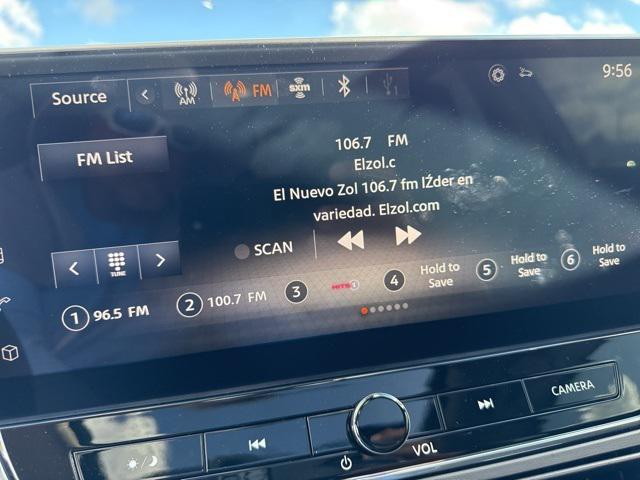 9:56
Source
AM
FM
sxm
FM List
106.7 FM
Elzol.c
El Nuevo Zol 106.7 fm lŹder en
variedad. Elzol.com
TUNE
SCAN
1 96.5 FM
2 100.7 FM
3 HITS1
4 Hold to
Save
5 Hold to
Save
6 Hold to
Save
VOL
CAMERA